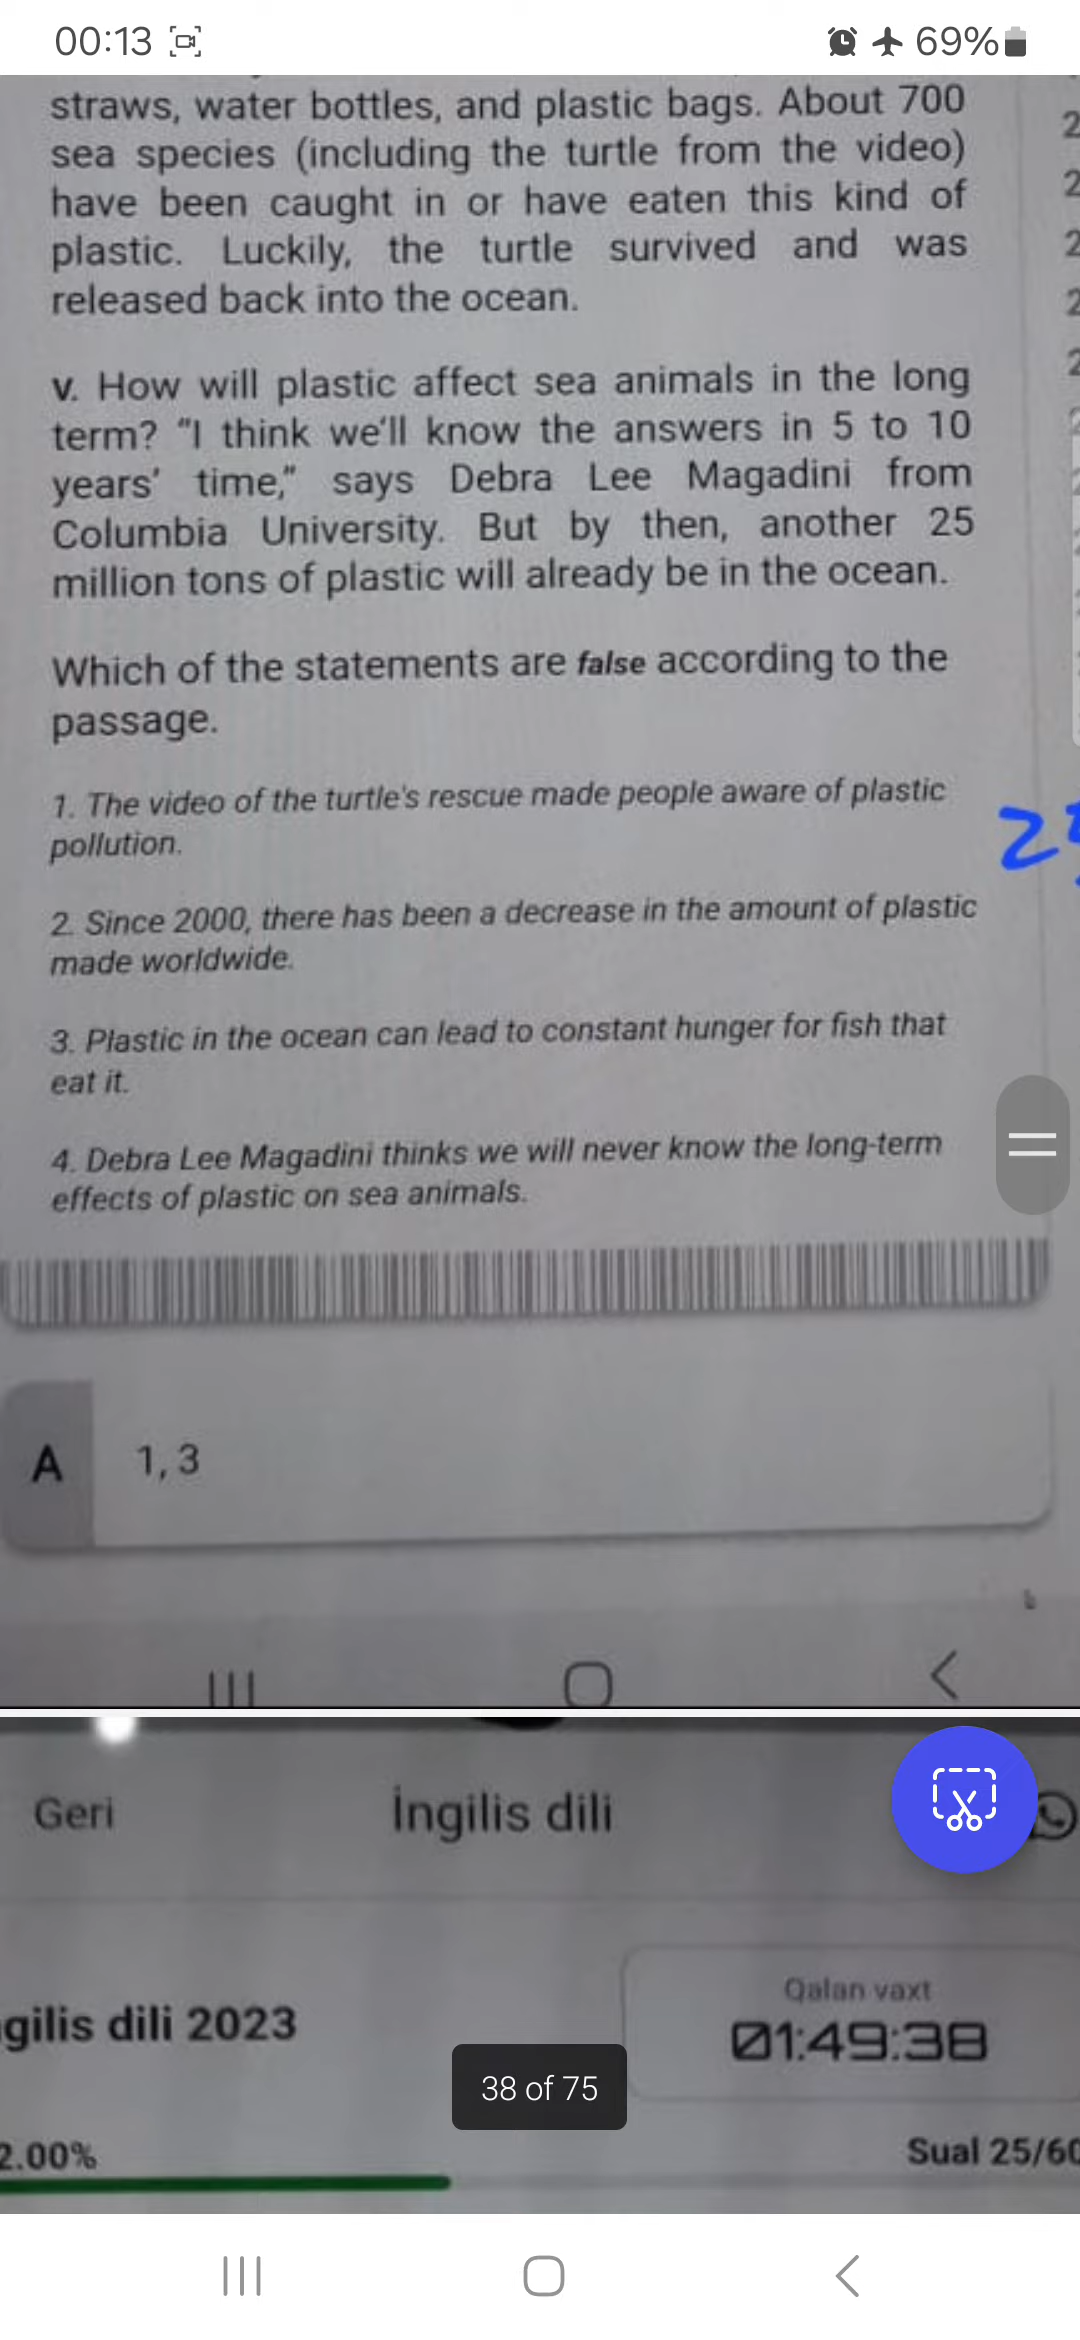 00:13
69%
straws, water bottles, and plastic bags. About 700
sea species (including the turtle from the video)
have been caught in or have eaten this kind of
plastic. Luckily, the turtle survived and was
released back into the ocean.
v. How will plastic affect sea animals in the long
term? “I think we’ll know the answers in 5 to 10
years’ time,” says Debra Lee Magadini from
Columbia University. But by then, another 25
million tons of plastic will already be in the ocean.
Which of the statements are false according to the
passage.
1. The video of the turtle's rescue made people aware of plastic
pollution.
2. Since 2000, there has been a decrease in the amount of plastic
made worldwide.
3. Plastic in the ocean can lead to constant hunger for fish that
eat it.
4. Debra Lee Magadini thinks we will never know the long-term
effects of plastic on sea animals.
A 1, 3
Geri İngilis dili
gilis dili 2023
Qalan vaxt
01:49:38
38 of 75
2.00%
Sual 25/60